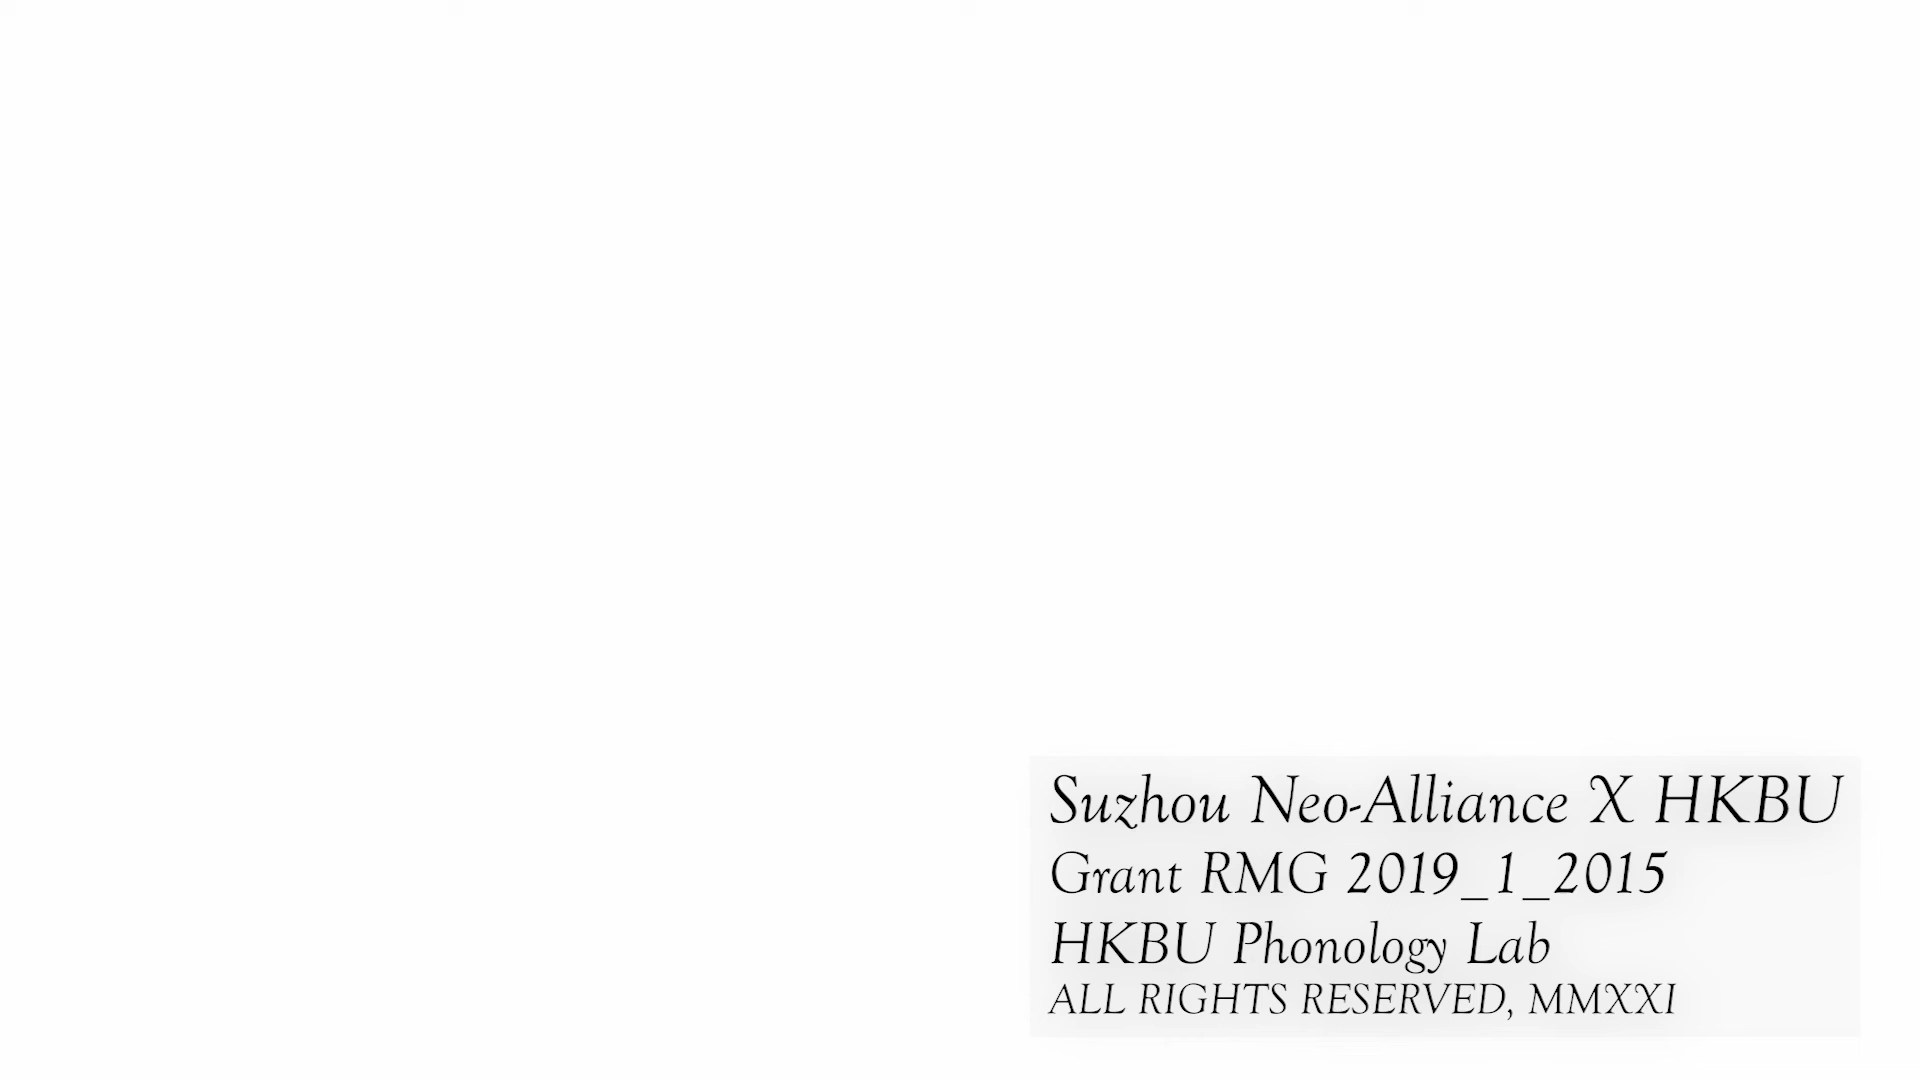 Suzhou Neo-Alliance X HKBU
Grant RMG 2019_1_2015
HKBU Phonology Lab
ALL RIGHTS RESERVED, MMXXI